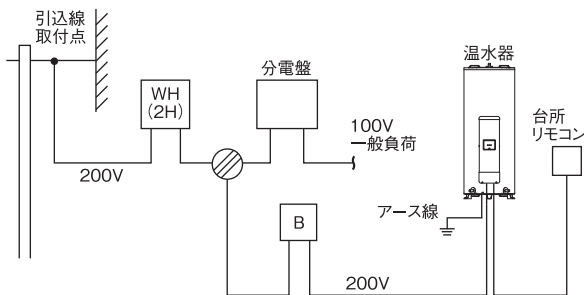 引込線
取付点
WH
(2H)
分電盤
温水器
台所
リモコン
100V
一般負荷
200V
アース線
B
200V